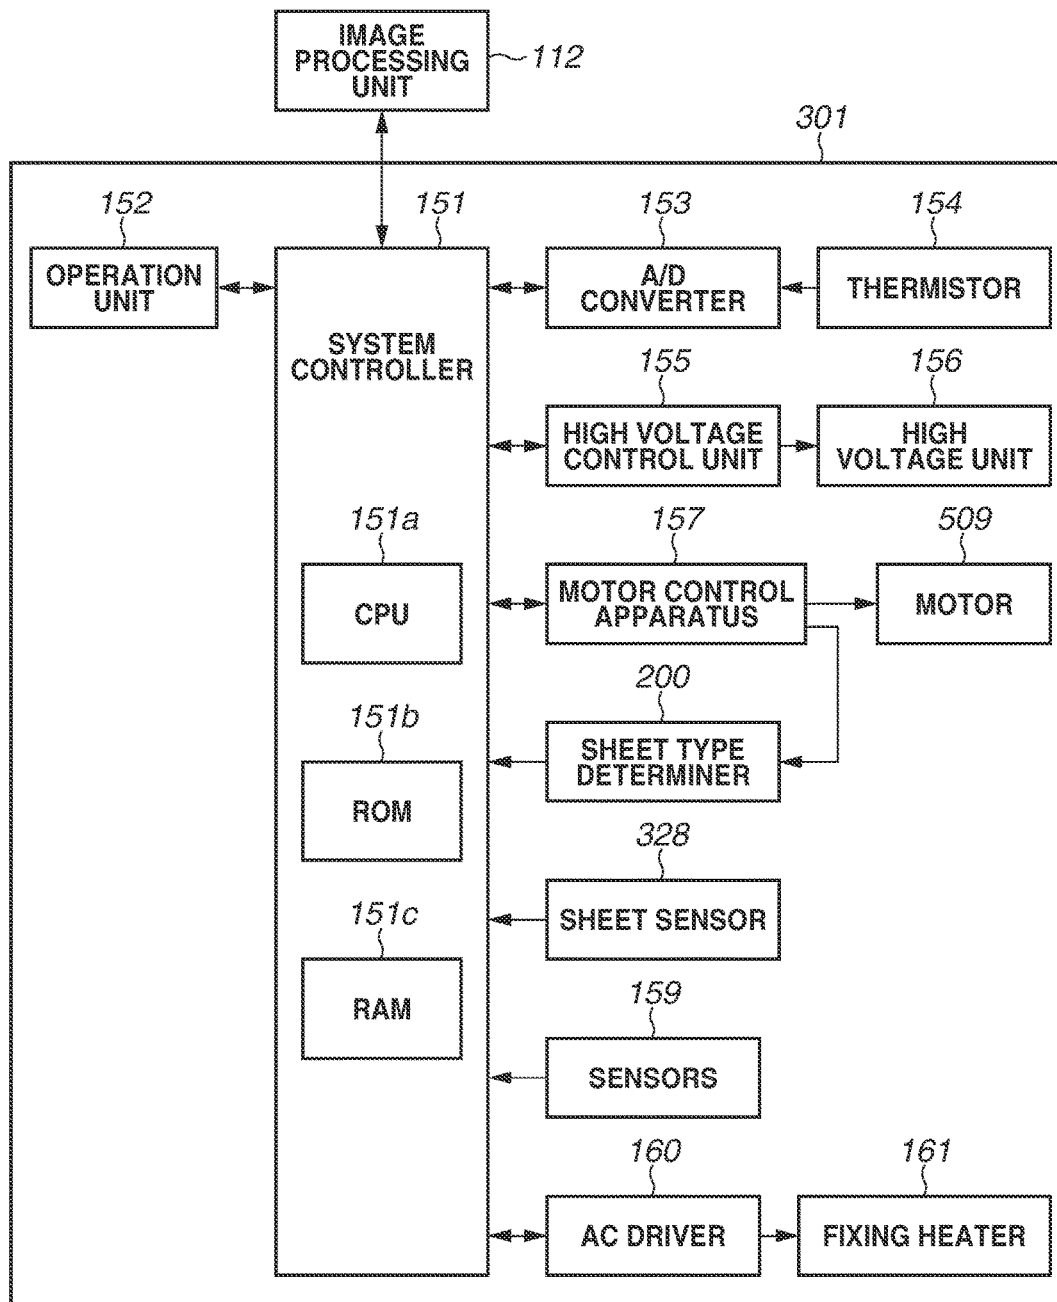 IMAGE
PROCESSING
UNIT
112
301
152
151
153
154
OPERATION
UNIT
SYSTEM
CONTROLLER
A/D
CONVERTER
THERMISTOR
155
156
HIGH VOLTAGE
CONTROL UNIT
HIGH
VOLTAGE UNIT
151a
CPU
157
509
MOTOR CONTROL
APPARATUS
MOTOR
151b
ROM
200
SHEET TYPE
DETERMINER
151c
RAM
328
SHEET SENSOR
159
SENSORS
160
161
AC DRIVER
FIXING HEATER